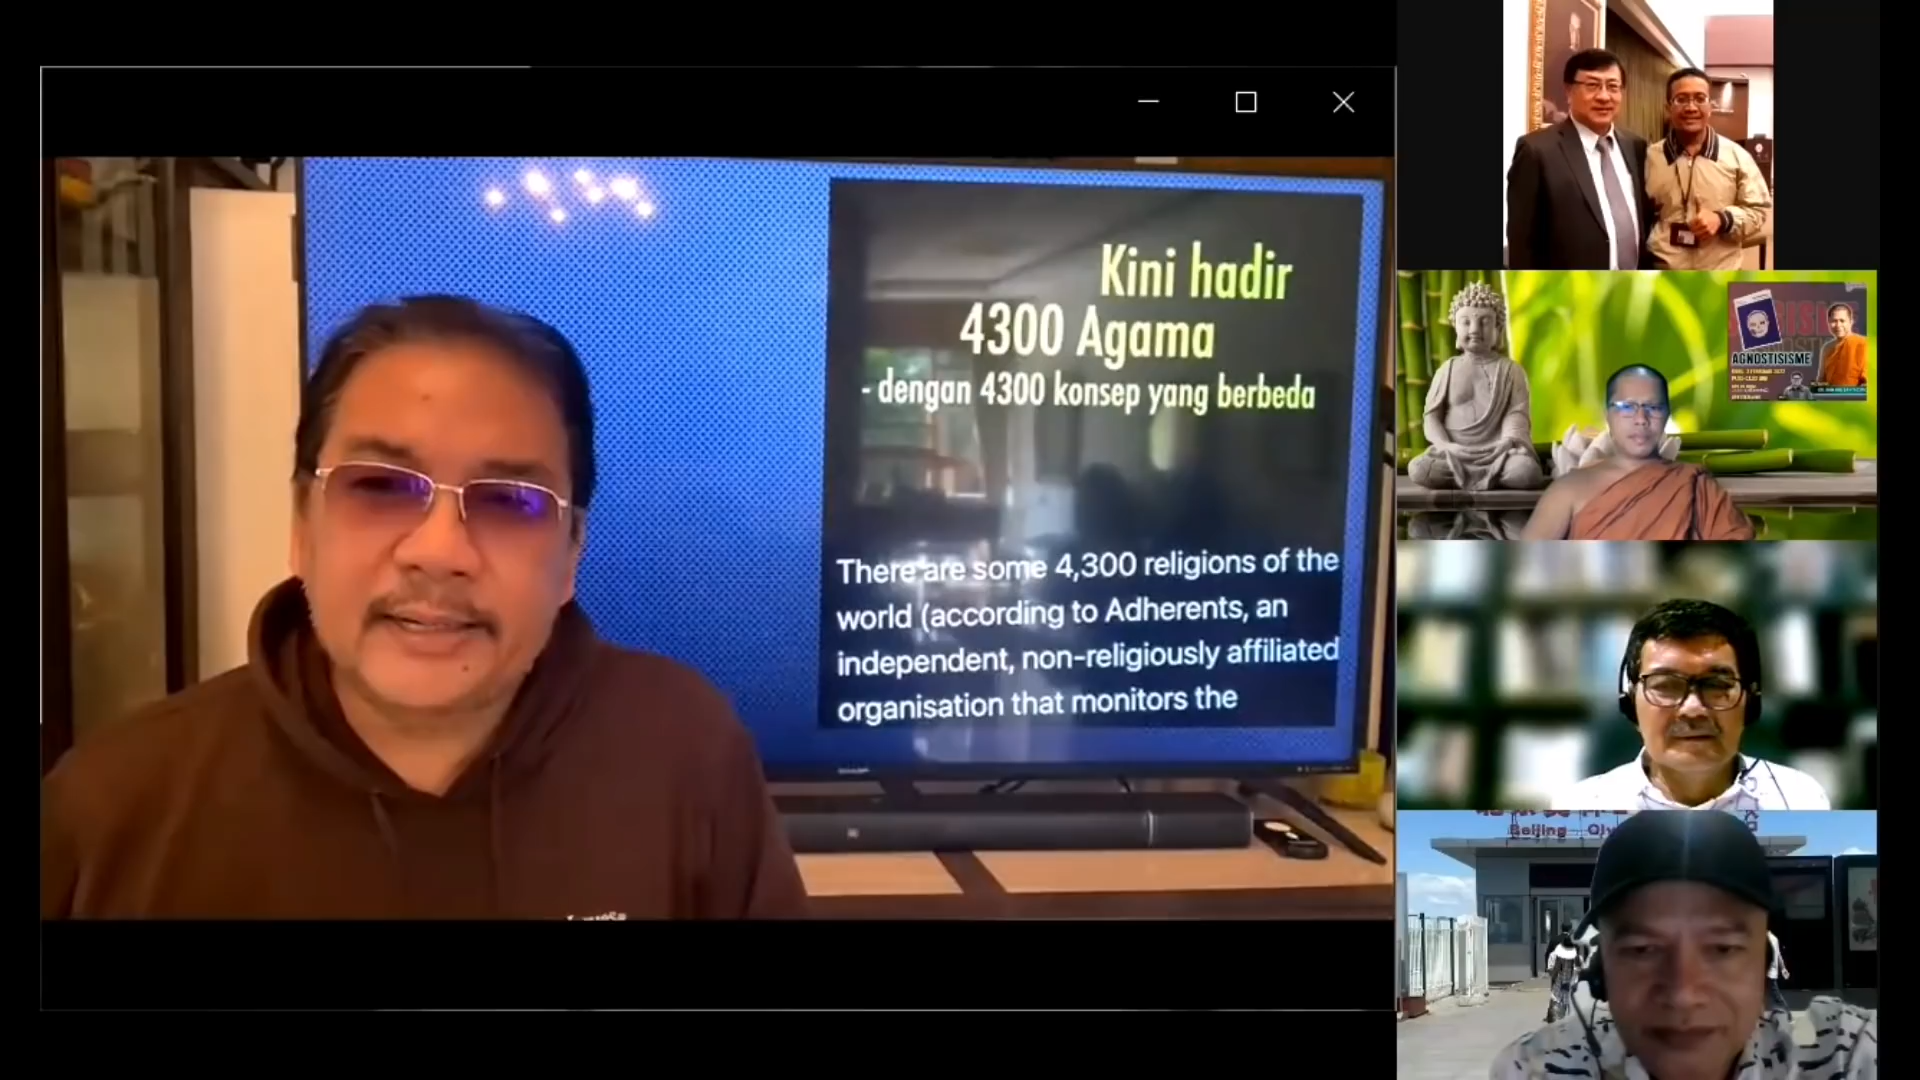 Kini hadir
4300 Agama
- dengan 4300 konsep yang berbeda
There are some 4,300 religions of the
world (according to Adherents, an
independent, non-religiously affiliated
organisation that monitors the
AGNOSTISISME
Beijing